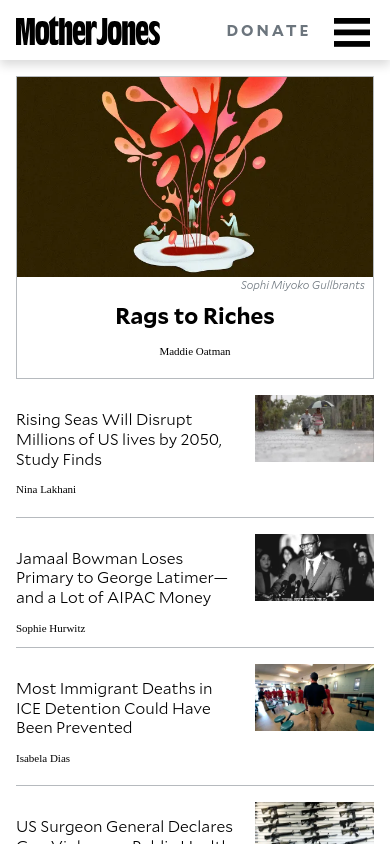 Mother Jones
DONATE
Sophi Miyoko Gullbrants
Rags to Riches
Maddie Oatman
Rising Seas Will Disrupt
Millions of US lives by 2050,
Study Finds
Nina Lakhani
Jamaal Bowman Loses
Primary to George Latimer—
and a Lot of AIPAC Money
Sophie Hurwitz
Most Immigrant Deaths in
ICE Detention Could Have
Been Prevented
Isabela Dias
US Surgeon General Declares